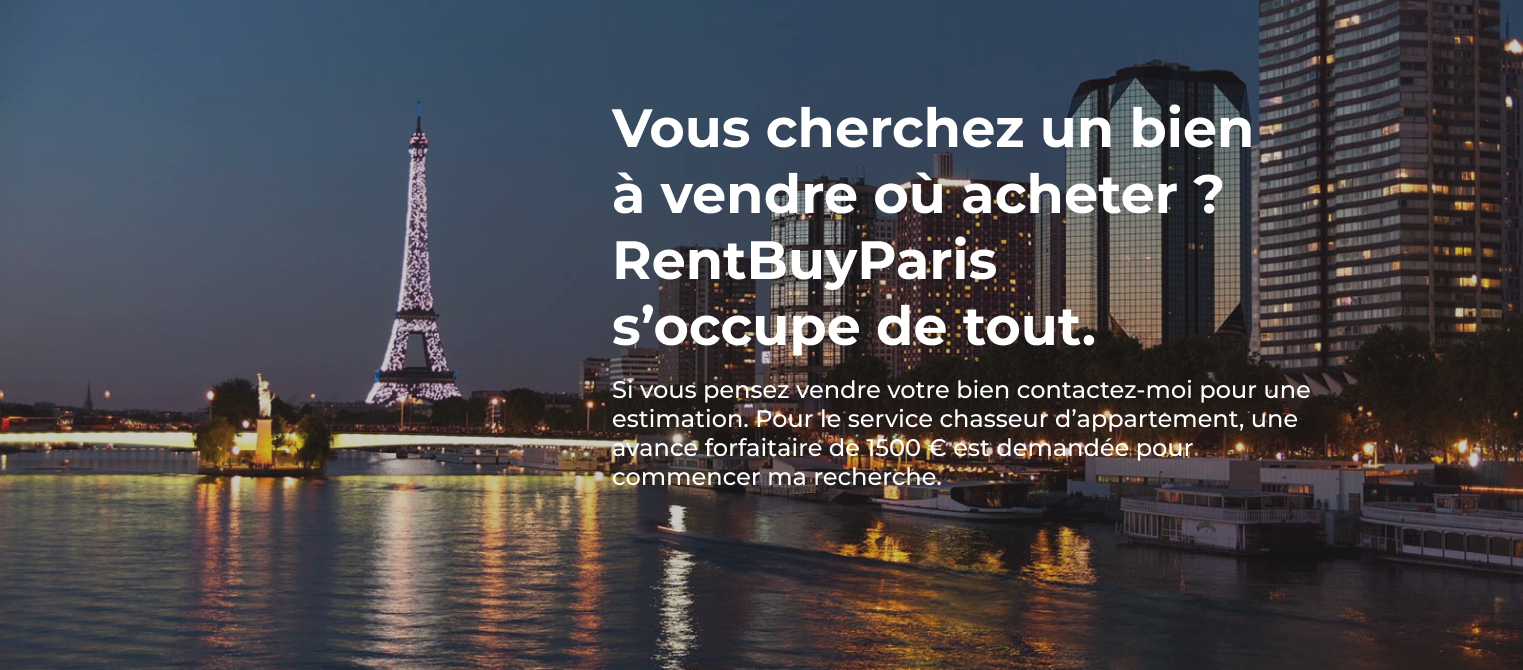 Vous cherchez un bien
à vendre où acheter ?
RentBuyParis
s’occupe de tout.
Si vous pensez vendre votre bien contactez-moi pour une
estimation. Pour le service chasseur d’appartement, une
avance forfaitaire de 1500 € est demandée pour
commencer ma recherche.